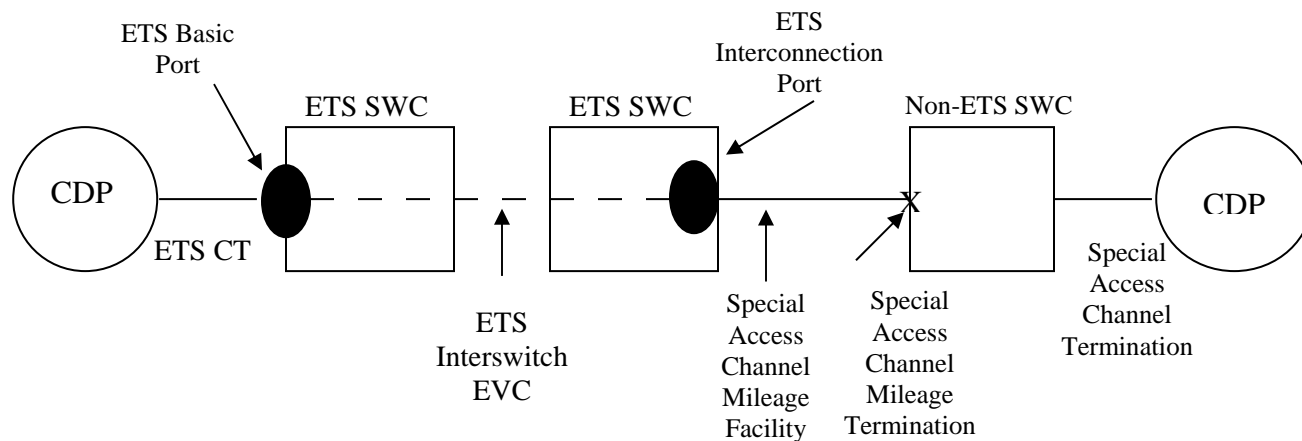 ETS Basic
Port
ETS
Interconnection
Port
ETS SWC
ETS SWC
Non-ETS SWC
CDP
X
CDP
ETS CT
ETS
Interswitch
EVC
Special
Access
Channel
Mileage
Facility
Special
Access
Channel
Mileage
Termination
Special
Access
Channel
Termination